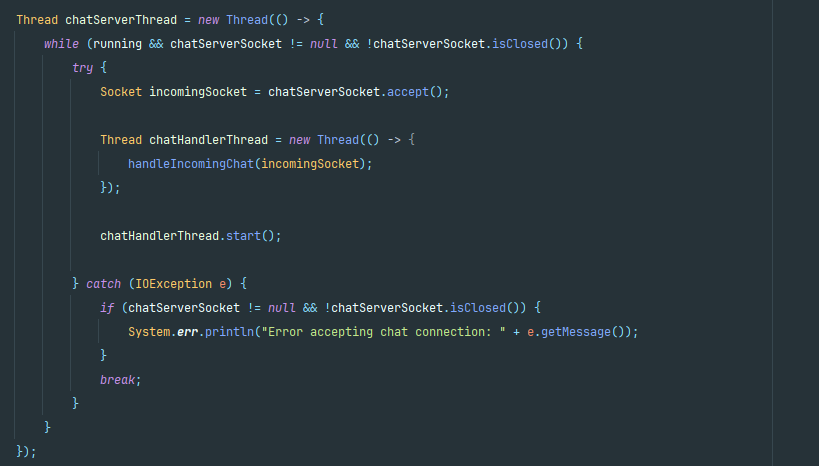 Thread chatServerThread = new Thread(() -> {
while (running && chatServerSocket != null && !chatServerSocket.isClosed()) {
try {
Socket incomingSocket = chatServerSocket.accept();
Thread chatHandlerThread = new Thread(() -> {
handleIncomingChat(incomingSocket);
});
chatHandlerThread.start();
} catch (IOException e) {
if (chatServerSocket != null && !chatServerSocket.isClosed()) {
System.err.println("Error accepting chat connection: " + e.getMessage());
}
break;
}
}
});